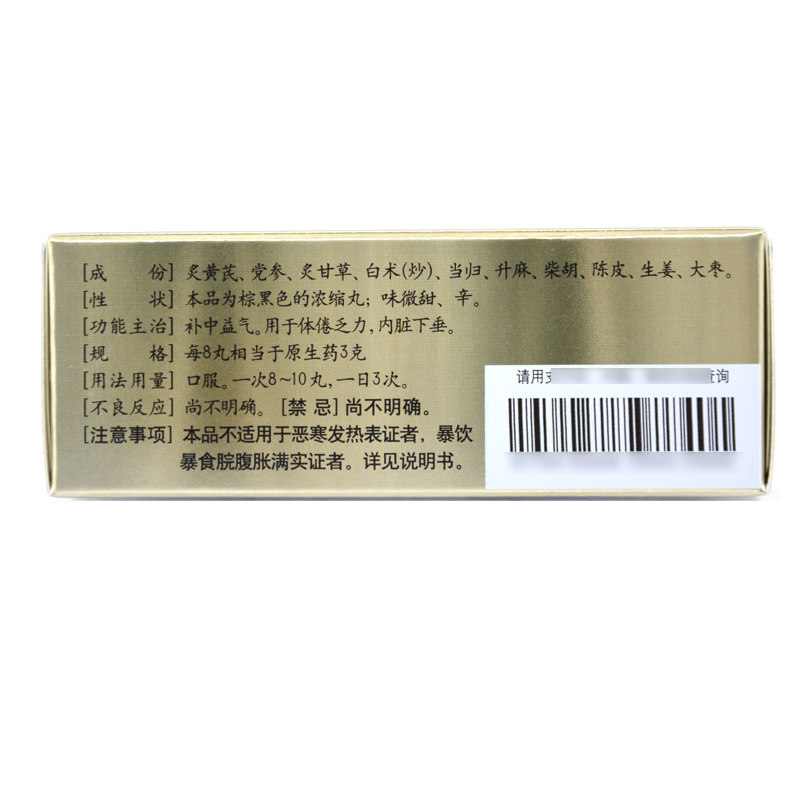 [成份] 炙黄芪、党参、炙甘草、白术(炒)、当归、升麻、柴胡、陈皮、生姜、大枣。
[性状] 本品为棕黑色的浓缩丸；味微甜、辛。
[功能主治] 补中益气。用于体倦乏力，内脏下垂。
[规格] 每8丸相当于原生药3克
[用法用量] 口服。一次8~10丸，一日3次。
[不良反应] 尚不明确。[禁忌] 尚不明确。
[注意事项] 本品不适用于恶寒发热表证者，暴饮
暴食脘腹胀满实证者。详见说明书。
请用 查询